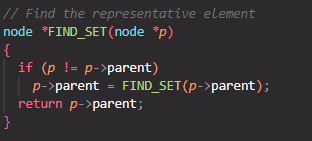 // Find the representative element
node *FIND_SET(node *p)
{
  if (p != p->parent)
    p->parent = FIND_SET(p->parent);
  return p->parent;
}